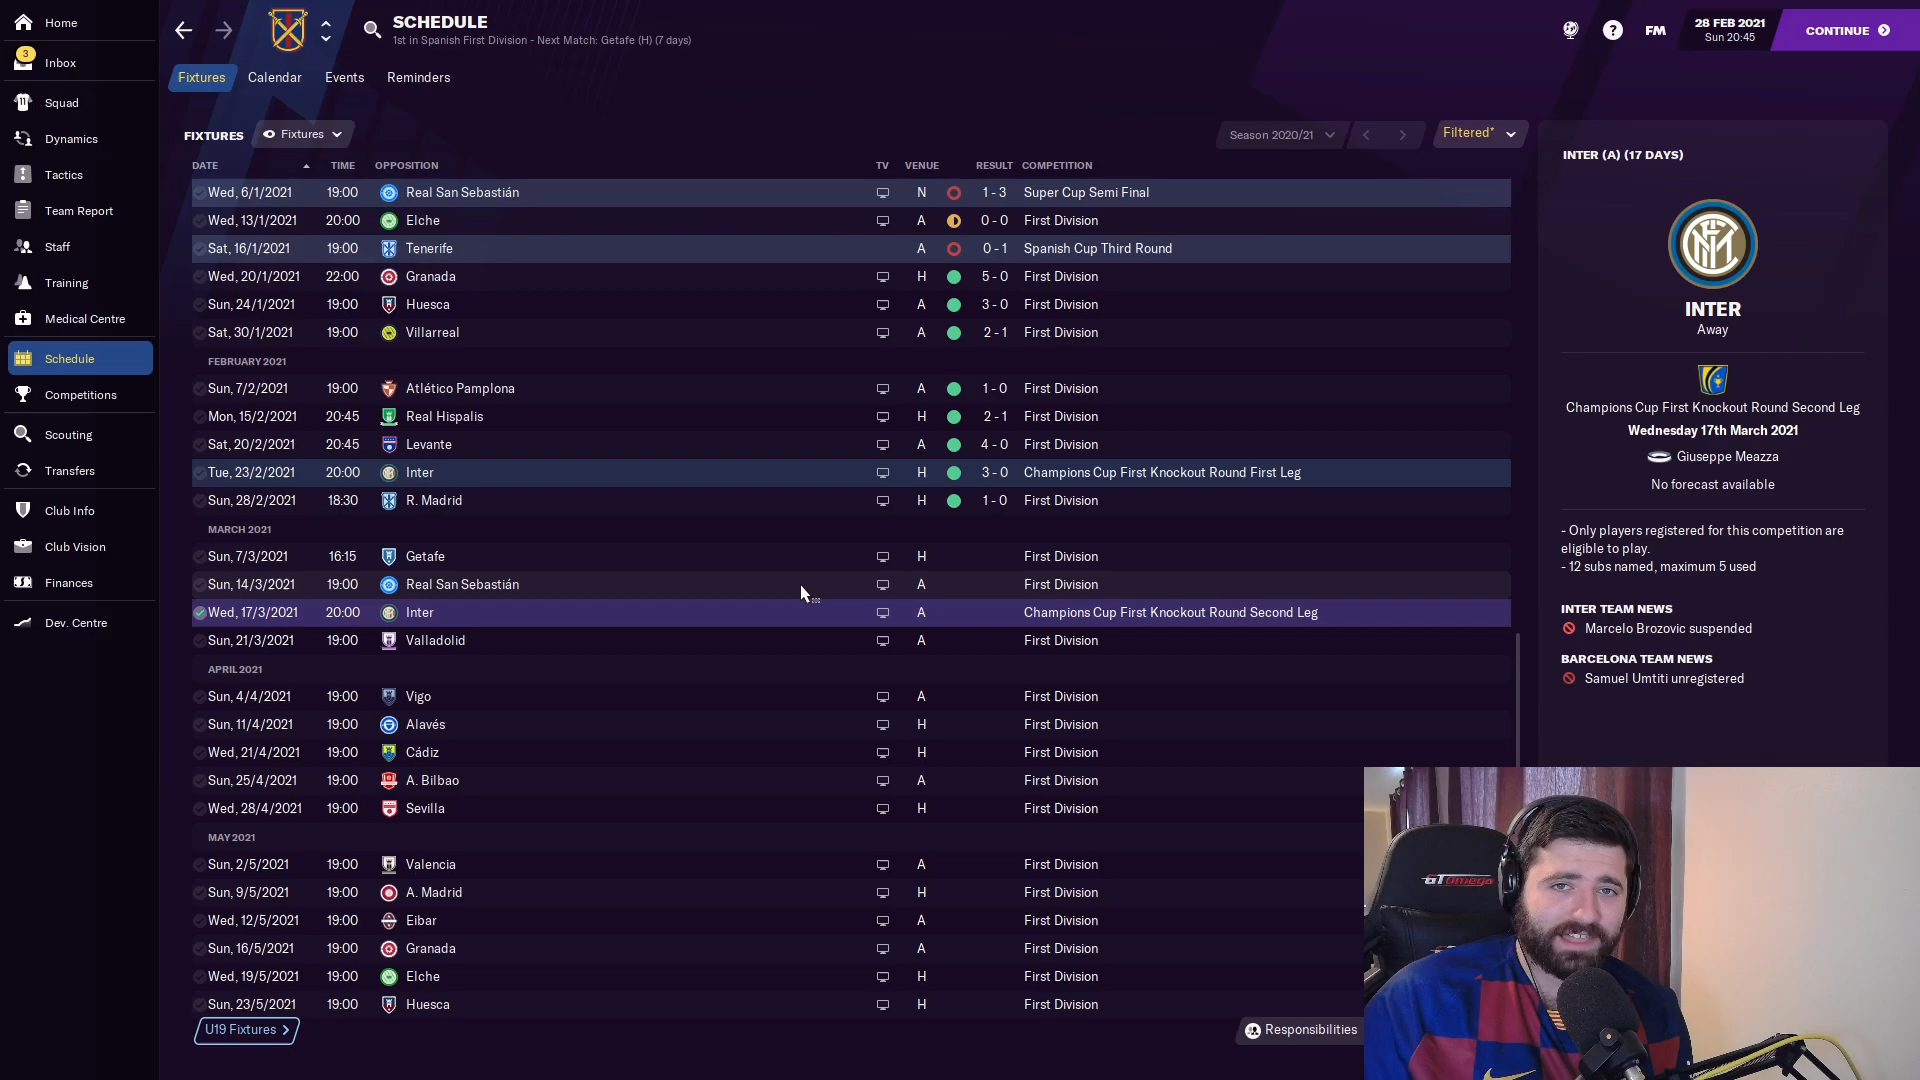 Home
3
Inbox
Squad
Dynamics
Tactics
Team Report
Staff
Training
Medical Centre
Schedule
Competitions
Scouting
Transfers
Club Info
Club Vision
Finances
Dev. Centre
SCHEDULE
1st in Spanish First Division - Next Match: Getafe (H) (7 days)
FM
28 FEB 2021
Sun 20:45
CONTINUE
Fixtures Calendar Events Reminders
FIXTURES Fixtures
Season 2020/21
Filtered*
DATE TIME OPPOSITION TV VENUE RESULT COMPETITION
Wed, 6/1/2021 19:00 Real San Sebastián N 1 - 3 Super Cup Semi Final
Wed, 13/1/2021 20:00 Elche A 0 - 0 First Division
Sat, 16/1/2021 19:00 Tenerife A 0 - 1 Spanish Cup Third Round
Wed, 20/1/2021 22:00 Granada H 5 - 0 First Division
Sun, 24/1/2021 19:00 Huesca A 3 - 0 First Division
Sat, 30/1/2021 19:00 Villarreal A 2 - 1 First Division
FEBRUARY 2021
Sun, 7/2/2021 19:00 Atlético Pamplona A 1 - 0 First Division
Mon, 15/2/2021 20:45 Real Hispalis H 2 - 1 First Division
Sat, 20/2/2021 20:45 Levante A 4 - 0 First Division
Tue, 23/2/2021 20:00 Inter H 3 - 0 Champions Cup First Knockout Round First Leg
Sun, 28/2/2021 18:30 R. Madrid H 1 - 0 First Division
MARCH 2021
Sun, 7/3/2021 16:15 Getafe H First Division
Sun, 14/3/2021 19:00 Real San Sebastián A First Division
Wed, 17/3/2021 20:00 Inter A Champions Cup First Knockout Round Second Leg
Sun, 21/3/2021 19:00 Valladolid A First Division
APRIL 2021
Sun, 4/4/2021 19:00 Vigo A First Division
Sun, 11/4/2021 19:00 Alavés H First Division
Wed, 21/4/2021 19:00 Cádiz H First Division
Sun, 25/4/2021 19:00 A. Bilbao A First Division
Wed, 28/4/2021 19:00 Sevilla H First Division
MAY 2021
Sun, 2/5/2021 19:00 Valencia A First Division
Sun, 9/5/2021 19:00 A. Madrid H First Division
Wed, 12/5/2021 19:00 Eibar A First Division
Sun, 16/5/2021 19:00 Granada A First Division
Wed, 19/5/2021 19:00 Elche H First Division
Sun, 23/5/2021 19:00 Huesca H First Division
U19 Fixtures
Responsibilities
INTER (A) (17 DAYS)
INTER
Away
Champions Cup First Knockout Round Second Leg
Wednesday 17th March 2021
Giuseppe Meazza
No forecast available
- Only players registered for this competition are
eligible to play.
- 12 subs named, maximum 5 used
INTER TEAM NEWS
Marcelo Brozovic suspended
BARCELONA TEAM NEWS
Samuel Umtiti unregistered
GT Omega